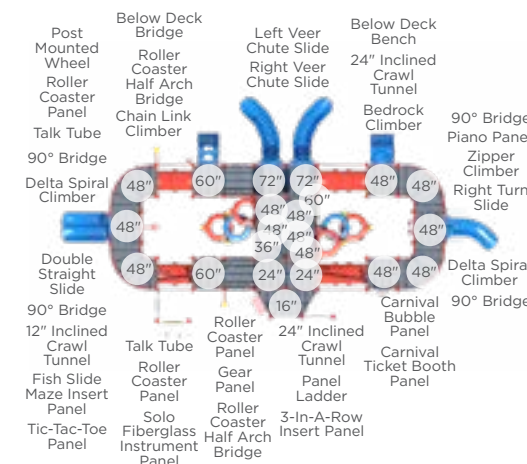 Post
Mounted
Wheel
Roller
Coaster
Panel
Talk Tube
90° Bridge
Delta Spiral
Climber
Below Deck
Bridge
Roller
Coaster
Half Arch
Bridge
Chain Link
Climber
Left Veer
Chute Slide
Right Veer
Chute Slide
Below Deck
Bench
24" Inclined
Crawl
Tunnel
Bedrock
Climber
90° Bridge
Piano Pane
Zipper
Climber
Right Turn
Slide
48"
60"
72"
72"
60"
48"
48"
48"
48"
48"
48"
48"
36"
48"
48"
48"
60"
24"
24"
48"
48"
16"
Double
Straight
Slide
90° Bridge
12" Inclined
Crawl
Tunnel
Fish Slide
Maze Insert
Panel
Tic-Tac-Toe
Panel
Talk Tube
Roller
Coaster
Panel
Solo
Fiberglass
Instrument
Panel
Roller
Coaster
Panel
Gear
Panel
Roller
Coaster
Half Arch
Bridge
24" Inclined
Crawl
Tunnel
Panel
Ladder
3-In-A-Row
Insert Panel
Carnival
Bubble
Panel
Carnival
Ticket Booth
Panel
Delta Spiral
Climber
90° Bridge